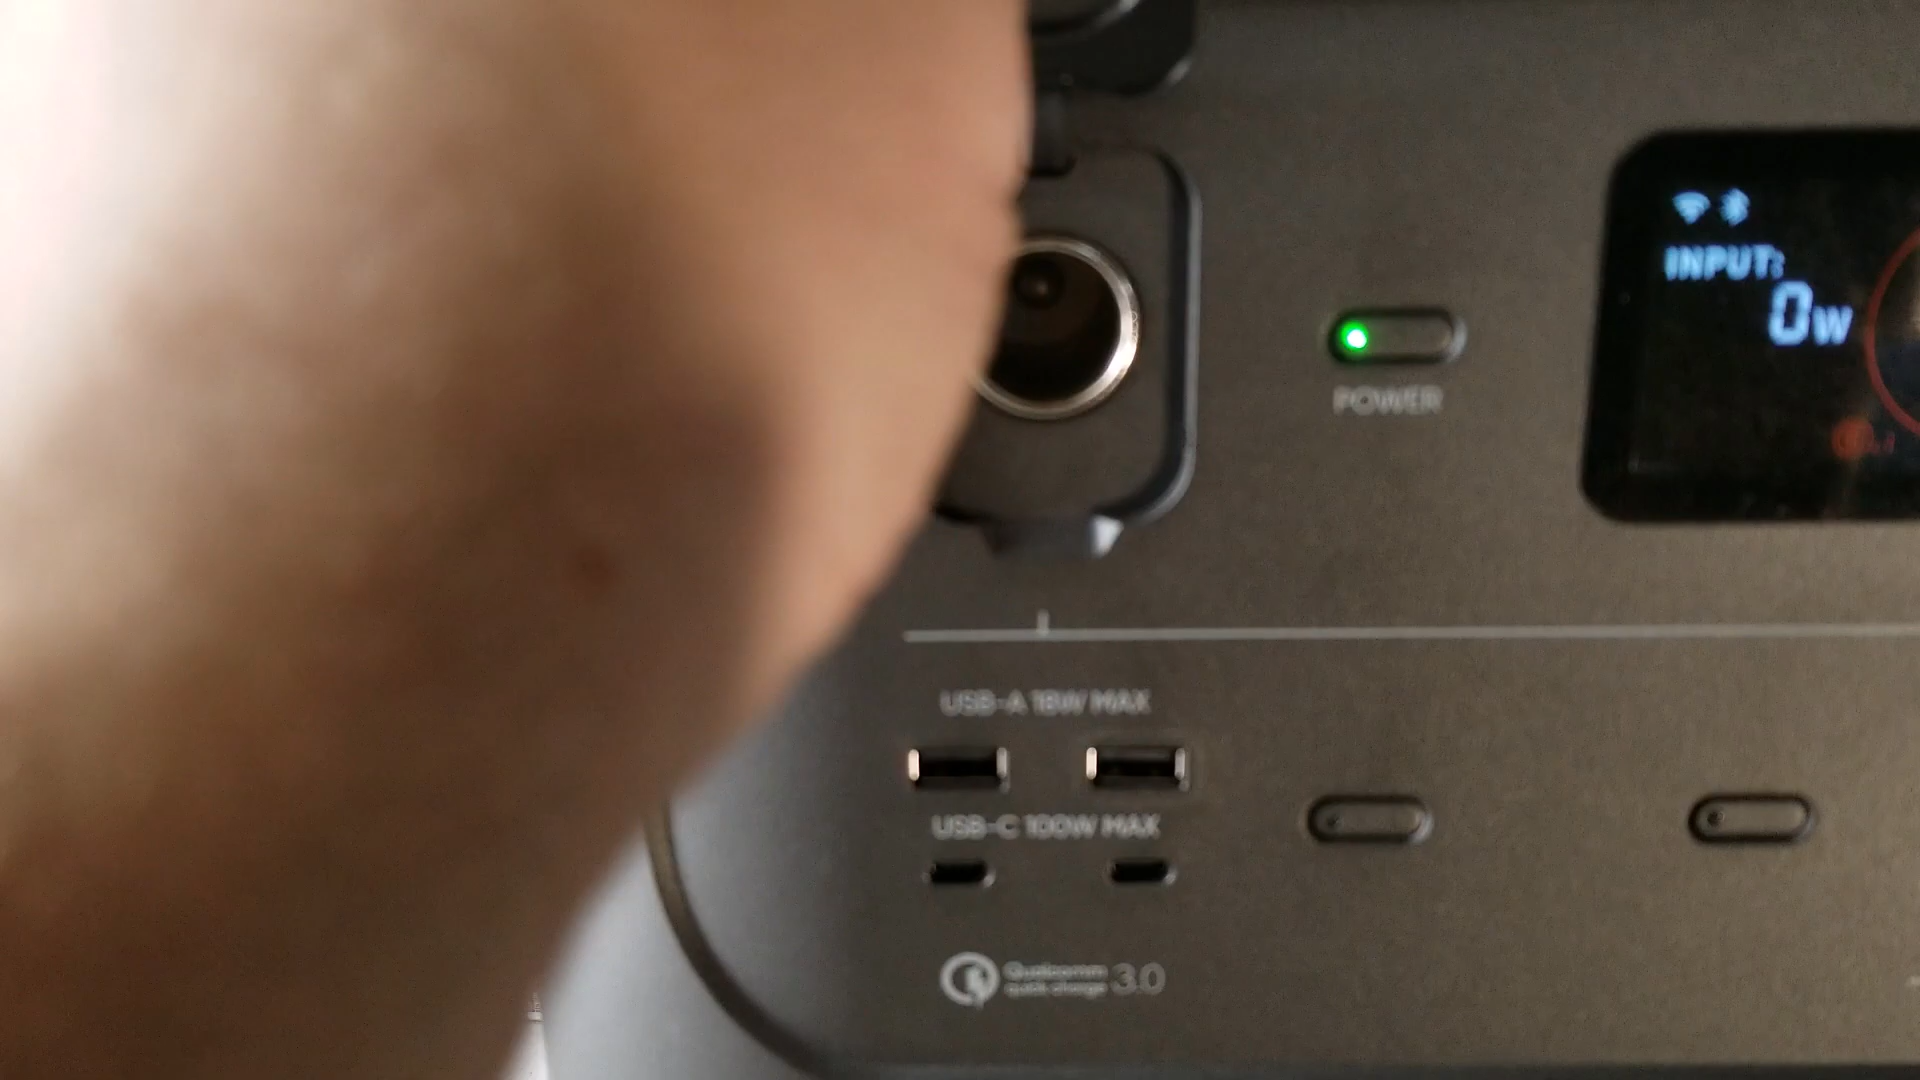 INPUT:
0W
POWER
USB-A 18W MAX
USB-C 100W MAX
Qualcomm
quick charge
3.0